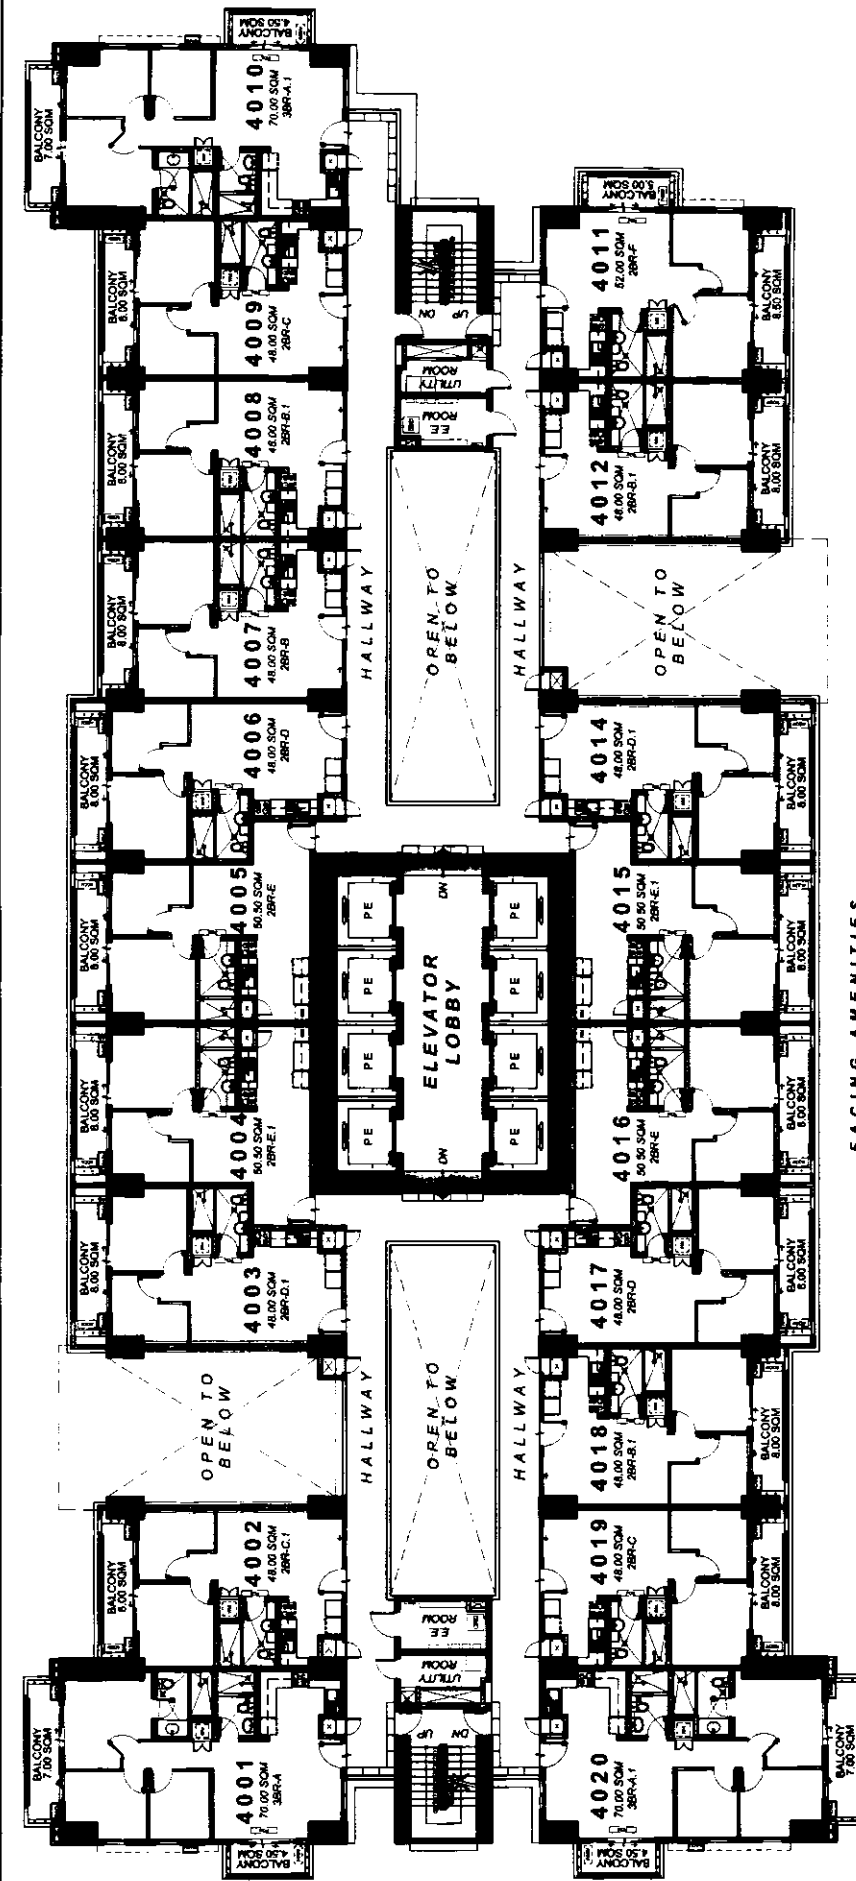 BALCONY
4.50 SQM
BALCONY
7.00 SQM
4010
70.00 SQM
3BR-A.1
BALCONY
8.00 SQM
4009
48.00 SQM
2BR-C
BALCONY
8.00 SQM
4008
48.00 SQM
2BR-B.1
BALCONY
8.00 SQM
4007
48.00 SQM
2BR-B
BALCONY
8.00 SQM
4006
48.00 SQM
2BR-D
BALCONY
8.00 SQM
4005
50.50 SQM
2BR-E
BALCONY
8.00 SQM
4004
50.50 SQM
2BR-E.1
BALCONY
8.00 SQM
4003
48.00 SQM
2BR-D.1
OPEN TO
BELOW
BALCONY
8.00 SQM
4002
48.00 SQM
2BR-C.1
BALCONY
7.00 SQM
4001
70.00 SQM
3BR-A
BALCONY
4.50 SQM
HALLWAY
HALLWAY
DN
UP
UTILITY
ROOM
E.E.
ROOM
OPEN TO
BELOW
DN
PE
PE
PE
PE
ELEVATOR
LOBBY
PE
PE
PE
PE
DN
OPEN TO
BELOW
E.E.
ROOM
UTILITY
ROOM
UP
DN
HALLWAY
HALLWAY
BALCONY
5.00 SQM
4011
52.00 SQM
2BR-F
BALCONY
8.50 SQM
4012
48.00 SQM
2BR-B.1
BALCONY
8.00 SQM
OPEN TO
BELOW
4014
48.00 SQM
2BR-D.1
BALCONY
8.00 SQM
4015
50.50 SQM
2BR-E.1
BALCONY
8.00 SQM
4016
50.50 SQM
2BR-E
BALCONY
8.00 SQM
4017
48.00 SQM
2BR-D
BALCONY
8.00 SQM
4018
48.00 SQM
2BR-B.1
BALCONY
8.00 SQM
4019
48.00 SQM
2BR-C
BALCONY
8.00 SQM
4020
70.00 SQM
3BR-A.1
BALCONY
7.00 SQM
BALCONY
4.50 SQM
FACING AMENITIES